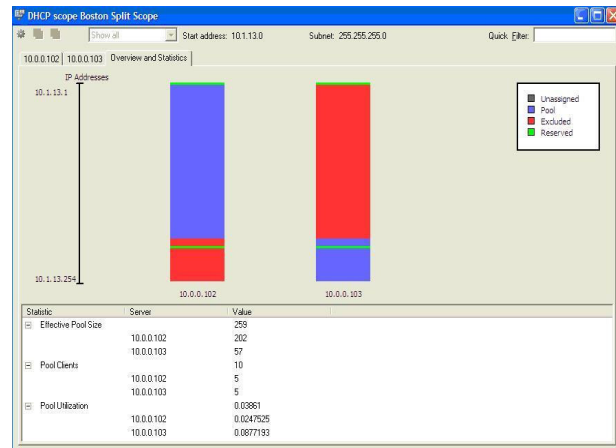 DHCP scope Boston Split Scope
Show all Start address: 10.1.13.0 Subnet: 255.255.255.0 Quick Filter:
10.0.0.102 10.0.0.103 Overview and Statistics
IP Addresses
10.1.13.1
10.1.13.254
10.0.0.102 10.0.0.103
Unassigned
Pool
Excluded
Reserved
Statistic Server Value
Effective Pool Size 259
10.0.0.102 202
10.0.0.103 57
Pool Clients 10
10.0.0.102 5
10.0.0.103 5
Pool Utilization 0.03861
10.0.0.102 0.0247525
10.0.0.103 0.0877193